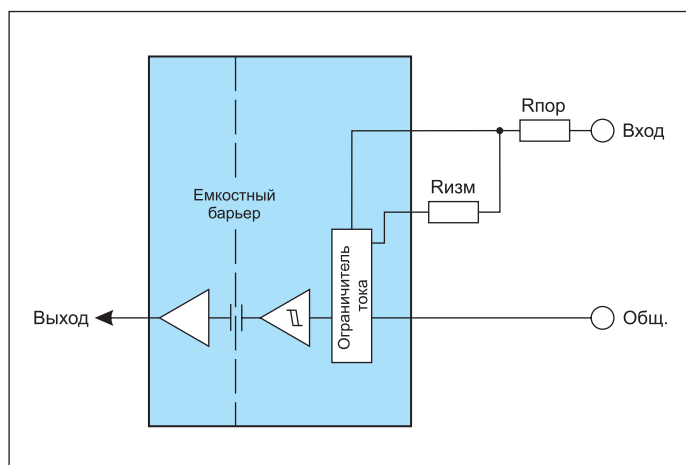 Rпор
Вход
Rизм
Емкостный
барьер
Ограничитель
тока
Выход
Общ.